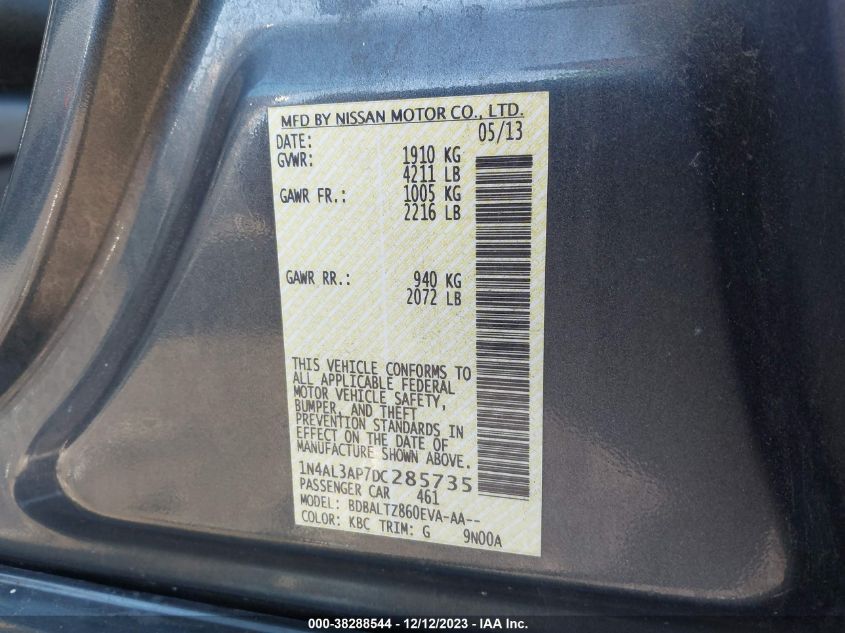 MFD BY NISSAN MOTOR CO., LTD.
DATE: 05/13
GVWR: 1910 KG
4211 LB
GAWR FR.: 1005 KG
2216 LB
GAWR RR.: 940 KG
2072 LB
THIS VEHICLE CONFORMS TO
ALL APPLICABLE FEDERAL
MOTOR VEHICLE SAFETY,
BUMPER, AND THEFT
PREVENTION STANDARDS IN
EFFECT ON THE DATE OF
MANUFACTURE SHOWN ABOVE.
1N4AL3AP7DC285735
PASSENGER CAR 461
MODEL: BDBALTZ860EVA-AA--
COLOR: KBC TRIM: G 9N00A
000-38288544 - 12/12/2023 - IAA Inc.